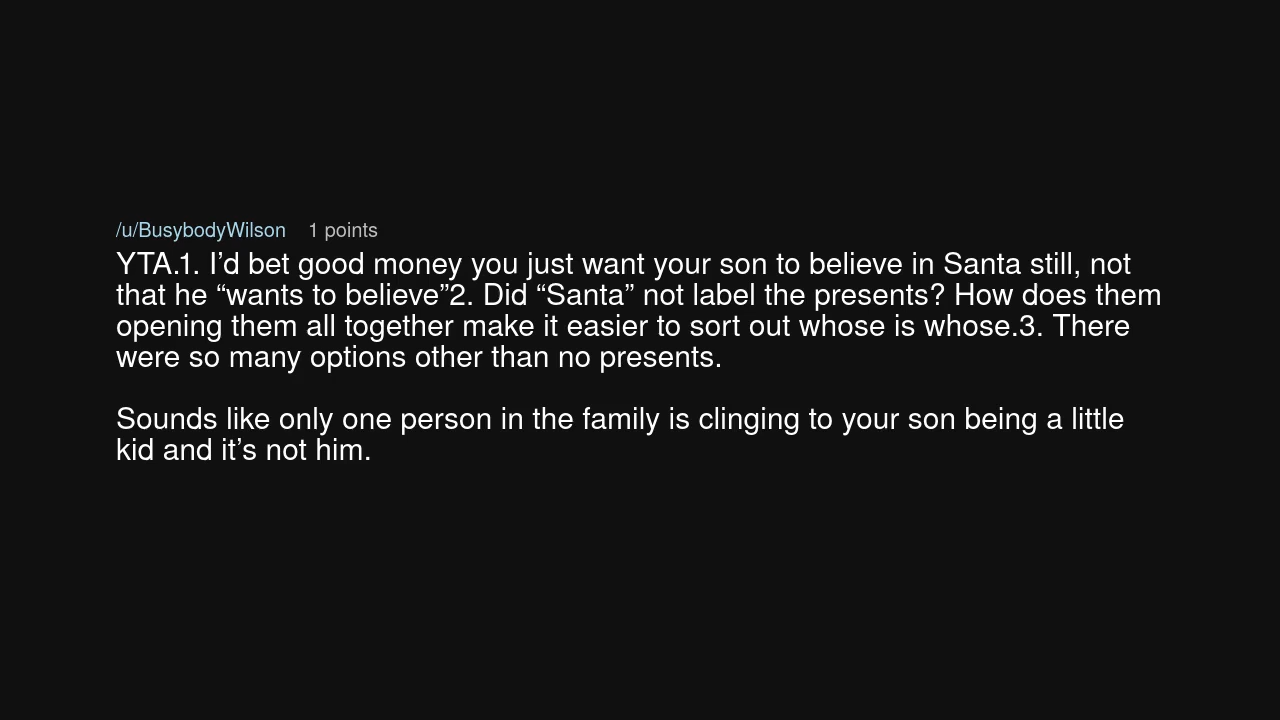 /u/BusybodyWilson 1 points
YTA.1. I’d bet good money you just want your son to believe in Santa still, not
that he “wants to believe”2. Did “Santa” not label the presents? How does them
opening them all together make it easier to sort out whose is whose.3. There
were so many options other than no presents.
Sounds like only one person in the family is clinging to your son being a little
kid and it’s not him.